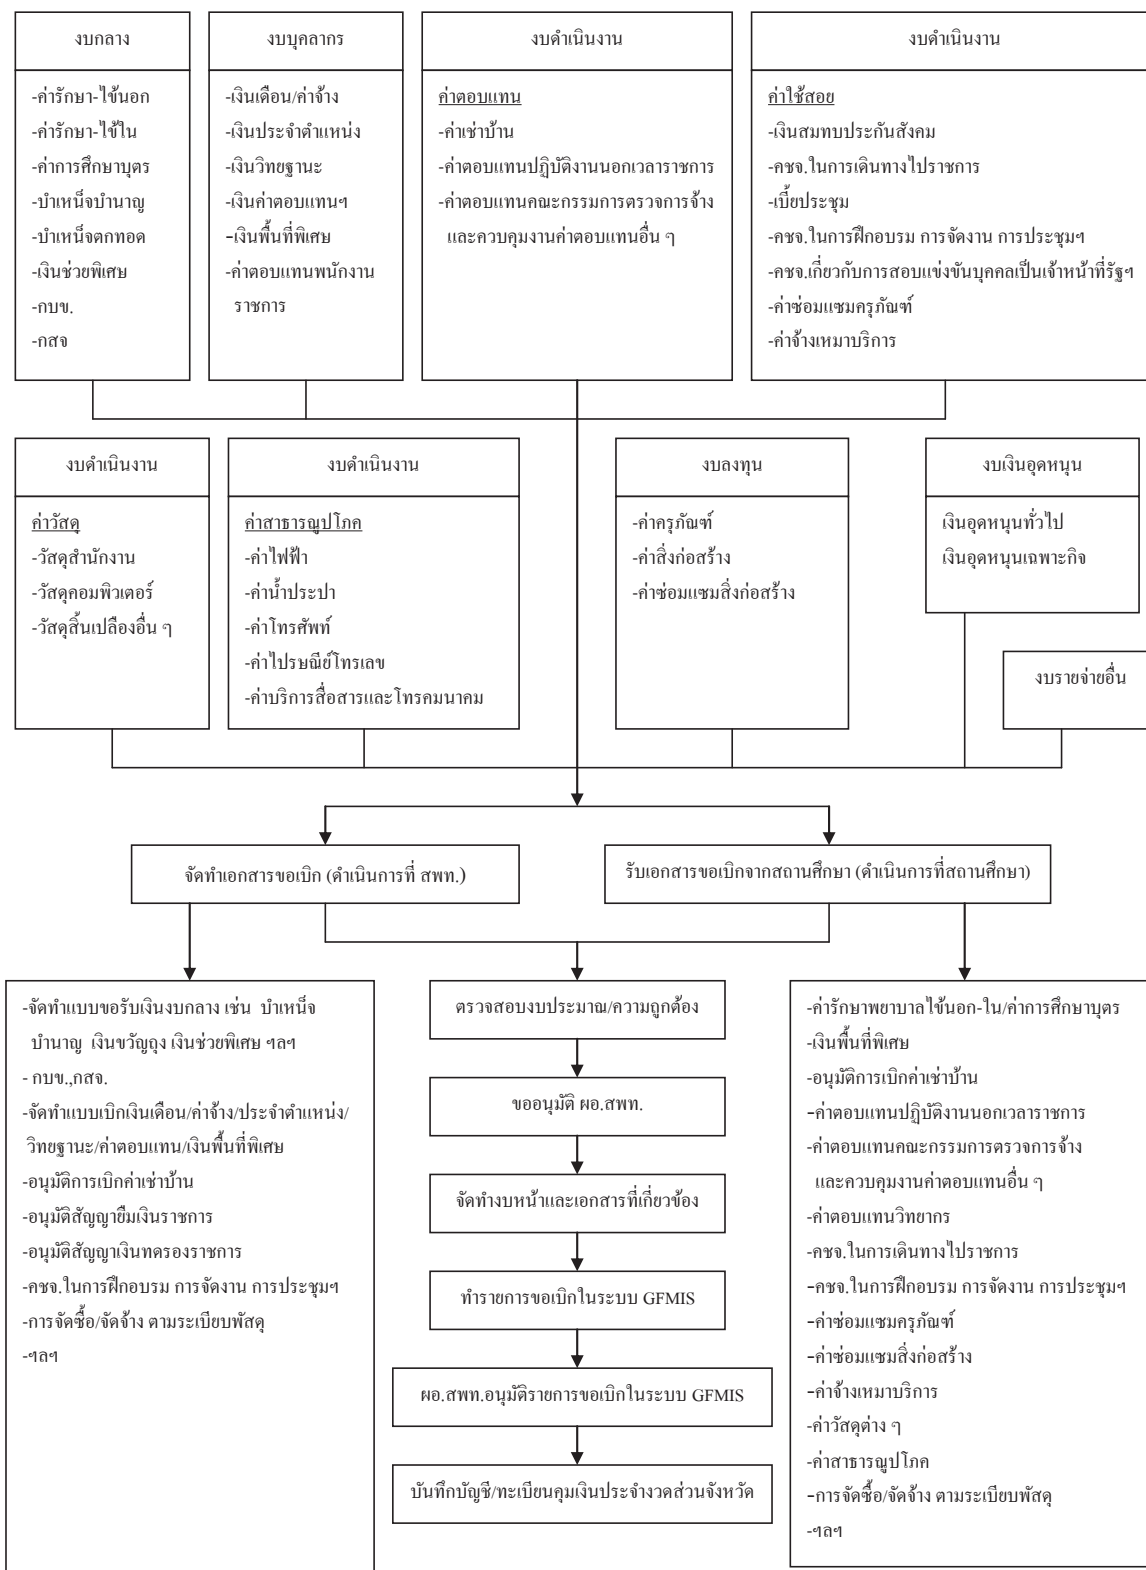 งบกลาง
-ค่ารักษา-ไข้นอก
-ค่ารักษา-ไข้ใน
-ค่าการศึกษาบุตร
-บำเหน็จบำนาญ
-บำเหน็จตกทอด
-เงินช่วยพิเศษ
-กบข.
-กสจ
งบบุคลากร
-เงินเดือน/ค่าจ้าง
-เงินประจำตำแหน่ง
-เงินวิทยฐานะ
-เงินค่าตอบแทนฯ
-เงินพื้นที่พิเศษ
-ค่าตอบแทนพนักงาน
ราชการ
งบดำเนินงาน
ค่าตอบแทน
-ค่าเช่าบ้าน
-ค่าตอบแทนปฏิบัติงานนอกเวลาราชการ
-ค่าตอบแทนคณะกรรมการตรวจการจ้าง
และควบคุมงานค่าตอบแทนอื่น ๆ
งบดำเนินงาน
ค่าใช้สอย
-เงินสมทบประกันสังคม
-คชจ.ในการเดินทางไปราชการ
-เบี้ยประชุม
-คชจ.ในการฝึกอบรม การจัดงาน การประชุมฯ
-คชจ.เกี่ยวกับการสอบแข่งขันบุคคลเป็นเจ้าหน้าที่รัฐฯ
-ค่าซ่อมแซมครุภัณฑ์
-ค่าจ้างเหมาบริการ
งบดำเนินงาน
ค่าวัสดุ
-วัสดุสำนักงาน
-วัสดุคอมพิวเตอร์
-วัสดุสิ้นเปลืองอื่น ๆ
งบดำเนินงาน
ค่าสาธารณูปโภค
-ค่าไฟฟ้า
-ค่าน้ำประปา
-ค่าโทรศัพท์
-ค่าไปรษณีย์โทรเลข
-ค่าบริการสื่อสารและโทรคมนาคม
งบลงทุน
-ค่าครุภัณฑ์
-ค่าสิ่งก่อสร้าง
-ค่าซ่อมแซมสิ่งก่อสร้าง
งบเงินอุดหนุน
เงินอุดหนุนทั่วไป
เงินอุดหนุนเฉพาะกิจ
งบรายจ่ายอื่น
จัดทำเอกสารขอเบิก (ดำเนินการที่ สพท.)
รับเอกสารขอเบิกจากสถานศึกษา (ดำเนินการที่สถานศึกษา)
-จัดทำแบบขอรับเงินงบกลาง เช่น บำเหน็จ
บำนาญ เงินขวัญถุง เงินช่วยพิเศษ ฯลฯ
- กบข.,กสจ.
-จัดทำแบบเบิกเงินเดือน/ค่าจ้าง/ประจำตำแหน่ง/
วิทยฐานะ/ค่าตอบแทน/เงินพื้นที่พิเศษ
-อนุมัติการเบิกค่าเช่าบ้าน
-อนุมัติสัญญายืมเงินราชการ
-อนุมัติสัญญาเงินทดรองราชการ
-คชจ.ในการฝึกอบรม การจัดงาน การประชุมฯ
-การจัดซื้อ/จัดจ้าง ตามระเบียบพัสดุ
-ฯลฯ
ตรวจสอบงบประมาณ/ความถูกต้อง
ขออนุมัติ ผอ.สพท.
จัดทำงบหน้าและเอกสารที่เกี่ยวข้อง
ทำรายการขอเบิกในระบบ GFMIS
ผอ.สพท.อนุมัติรายการขอเบิกในระบบ GFMIS
บันทึกบัญชี/ทะเบียนคุมเงินประจำงวดส่วนจังหวัด
-ค่ารักษาพยาบาลไข้นอก-ใน/ค่าการศึกษาบุตร
-เงินพื้นที่พิเศษ
-อนุมัติการเบิกค่าเช่าบ้าน
-ค่าตอบแทนปฏิบัติงานนอกเวลาราชการ
-ค่าตอบแทนคณะกรรมการตรวจการจ้าง
และควบคุมงานค่าตอบแทนอื่น ๆ
-ค่าตอบแทนวิทยากร
-คชจ.ในการเดินทางไปราชการ
-คชจ.ในการฝึกอบรม การจัดงาน การประชุมฯ
-ค่าซ่อมแซมครุภัณฑ์
-ค่าซ่อมแซมสิ่งก่อสร้าง
-ค่าจ้างเหมาบริการ
-ค่าวัสดุต่าง ๆ
-ค่าสาธารณูปโภค
-การจัดซื้อ/จัดจ้าง ตามระเบียบพัสดุ
-ฯลฯ